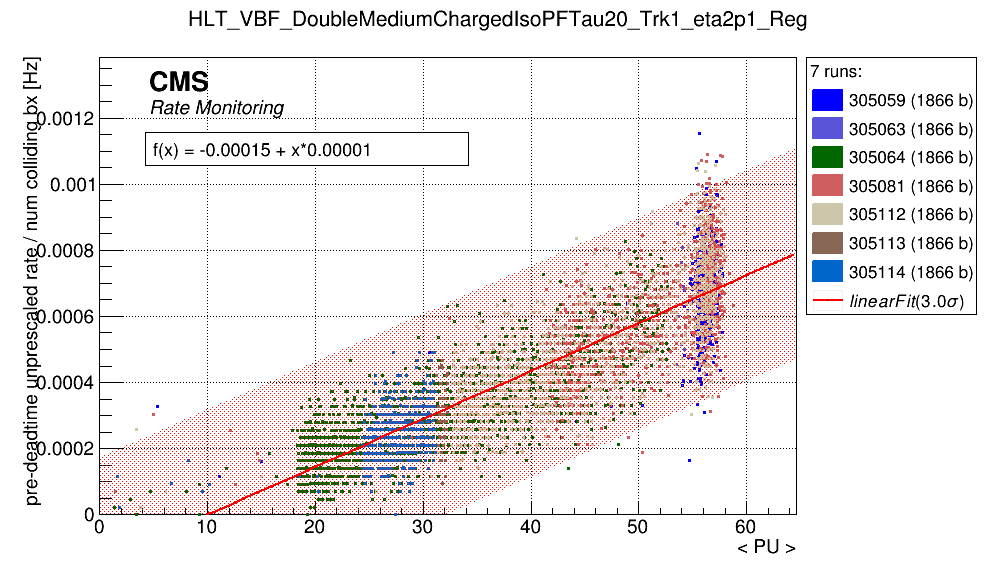 HLT_VBF_DoubleMediumChargedIsoPFTau20_Trk1_eta2p1_Reg
pre-deadtime unprescaled rate / num colliding bx [Hz]
CMS
Rate Monitoring
f(x) = -0.00015 + x*0.00001
0.0012
0.001
0.0008
0.0006
0.0004
0.0002
0
0 10 20 30 40 50 60
< PU >
7 runs:
305059 (1866 b)
305063 (1866 b)
305064 (1866 b)
305081 (1866 b)
305112 (1866 b)
305113 (1866 b)
305114 (1866 b)
linearFit(3.0σ)